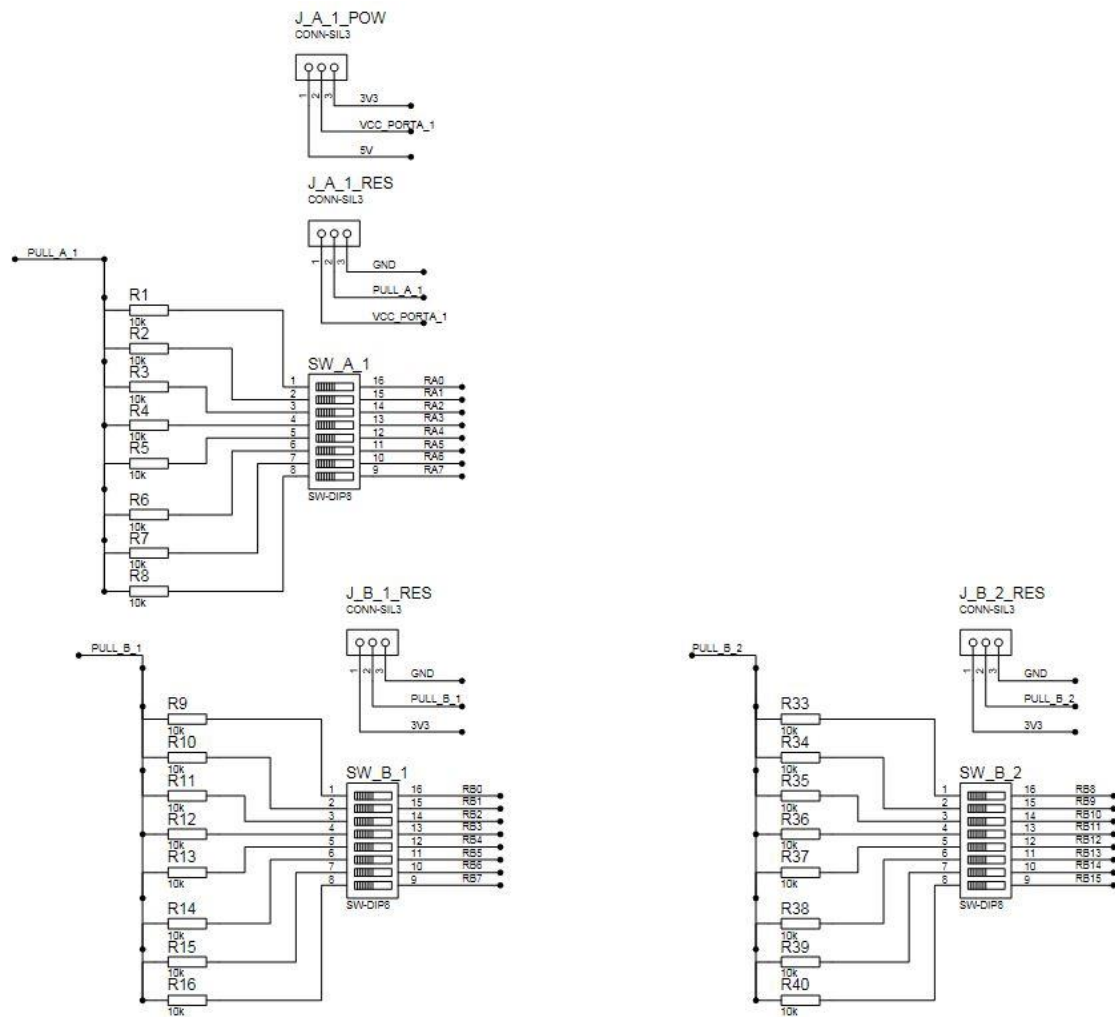 J_A_1_POW
CONN-SIL3
1
2
3
3V3
VCC_PORTA_1
5V
J_A_1_RES
CONN-SIL3
1
2
3
GND
PULL_A_1
VCC_PORTA_1
PULL_A_1
R1
10k
R2
10k
R3
10k
R4
10k
R5
10k
R6
10k
R7
10k
R8
10k
SW_A_1
1 16 RA0
2 15 RA1
3 14 RA2
4 13 RA3
5 12 RA4
6 11 RA5
7 10 RA6
8 9 RA7
SW-DIP8
J_B_1_RES
CONN-SIL3
1
2
3
GND
PULL_B_1
3V3
PULL_B_1
R9
10k
R10
10k
R11
10k
R12
10k
R13
10k
R14
10k
R15
10k
R16
10k
SW_B_1
1 16 RB0
2 15 RB1
3 14 RB2
4 13 RB3
5 12 RB4
6 11 RB5
7 10 RB6
8 9 RB7
SW-DIP8
J_B_2_RES
CONN-SIL3
1
2
3
GND
PULL_B_2
3V3
PULL_B_2
R33
10k
R34
10k
R35
10k
R36
10k
R37
10k
R38
10k
R39
10k
R40
10k
SW_B_2
1 16 RB8
2 15 RB9
3 14 RB10
4 13 RB11
5 12 RB12
6 11 RB13
7 10 RB14
8 9 RB15
SW-DIP8